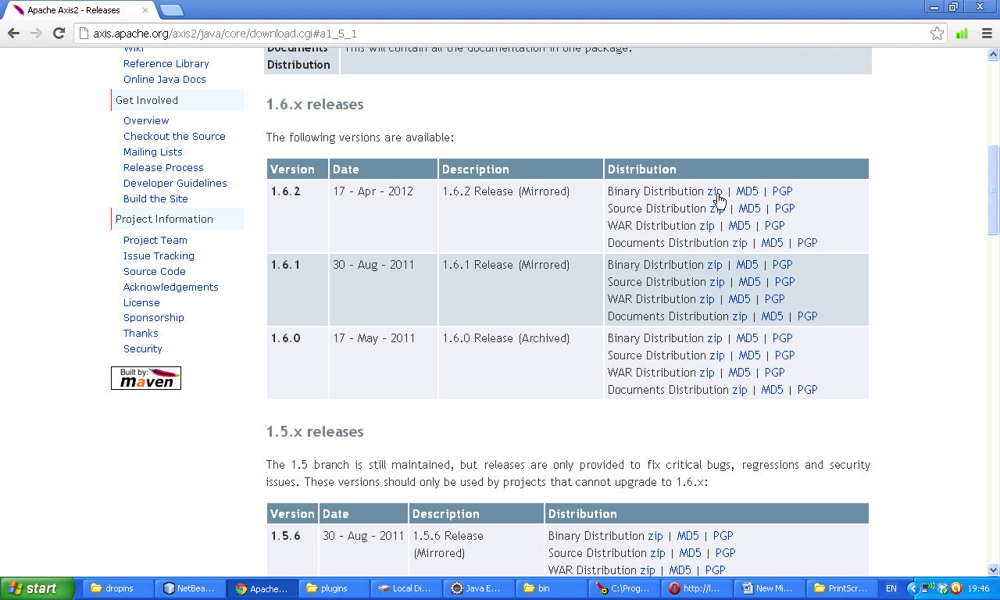 Apache Axis2 - Releases
axis.apache.org/axis2/java/core/download.cgi#a1_5_1
Wiki
Reference Library
Online Java Docs
Get Involved
Overview
Checkout the Source
Mailing Lists
Release Process
Developer Guidelines
Build the Site
Project Information
Project Team
Issue Tracking
Source Code
Acknowledgements
License
Sponsorship
Thanks
Security
Built by:
maven
Documents This will contain all the documentation in one package.
Distribution
1.6.x releases
The following versions are available:
Version Date Description Distribution
1.6.2 17 - Apr - 2012 1.6.2 Release (Mirrored) Binary Distribution zip | MD5 | PGP
Source Distribution zip | MD5 | PGP
WAR Distribution zip | MD5 | PGP
Documents Distribution zip | MD5 | PGP
1.6.1 30 - Aug - 2011 1.6.1 Release (Mirrored) Binary Distribution zip | MD5 | PGP
Source Distribution zip | MD5 | PGP
WAR Distribution zip | MD5 | PGP
Documents Distribution zip | MD5 | PGP
1.6.0 17 - May - 2011 1.6.0 Release (Archived) Binary Distribution zip | MD5 | PGP
Source Distribution zip | MD5 | PGP
WAR Distribution zip | MD5 | PGP
Documents Distribution zip | MD5 | PGP
1.5.x releases
The 1.5 branch is still maintained, but releases are only provided to fix critical bugs, regressions and security
issues. These versions should only be used by projects that cannot upgrade to 1.6.x:
Version Date Description Distribution
1.5.6 30 - Aug - 2011 1.5.6 Release Binary Distribution zip | MD5 | PGP
(Mirrored) Source Distribution zip | MD5 | PGP
WAR Distribution zip | MD5 | PGP
start dropins NetBea... Apache... plugins Local Di... Java E... bin C:\Prog... http://l... New Mi... PrintScr... EN 19:46